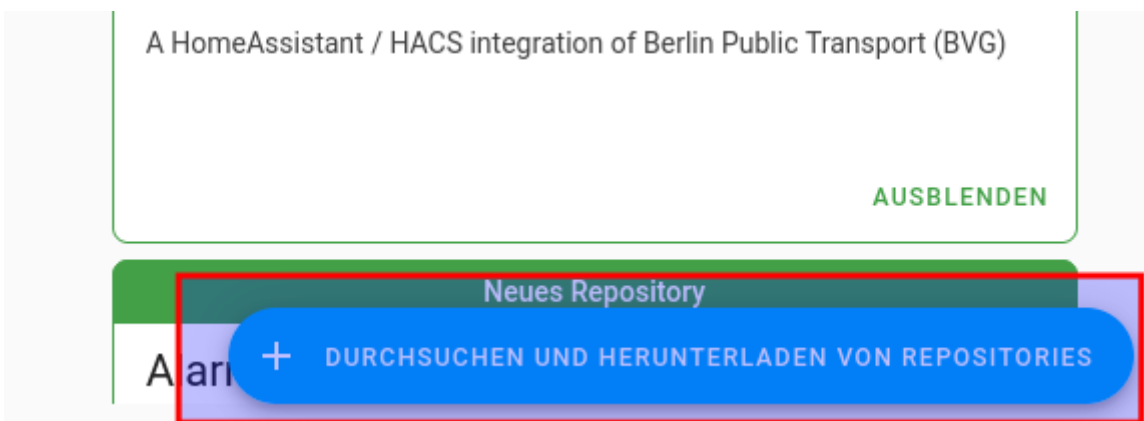 A HomeAssistant / HACS integration of Berlin Public Transport (BVG)
AUSBLENDEN
Neues Repository
DURCHSUCHEN UND HERUNTERLADEN VON REPOSITORIES